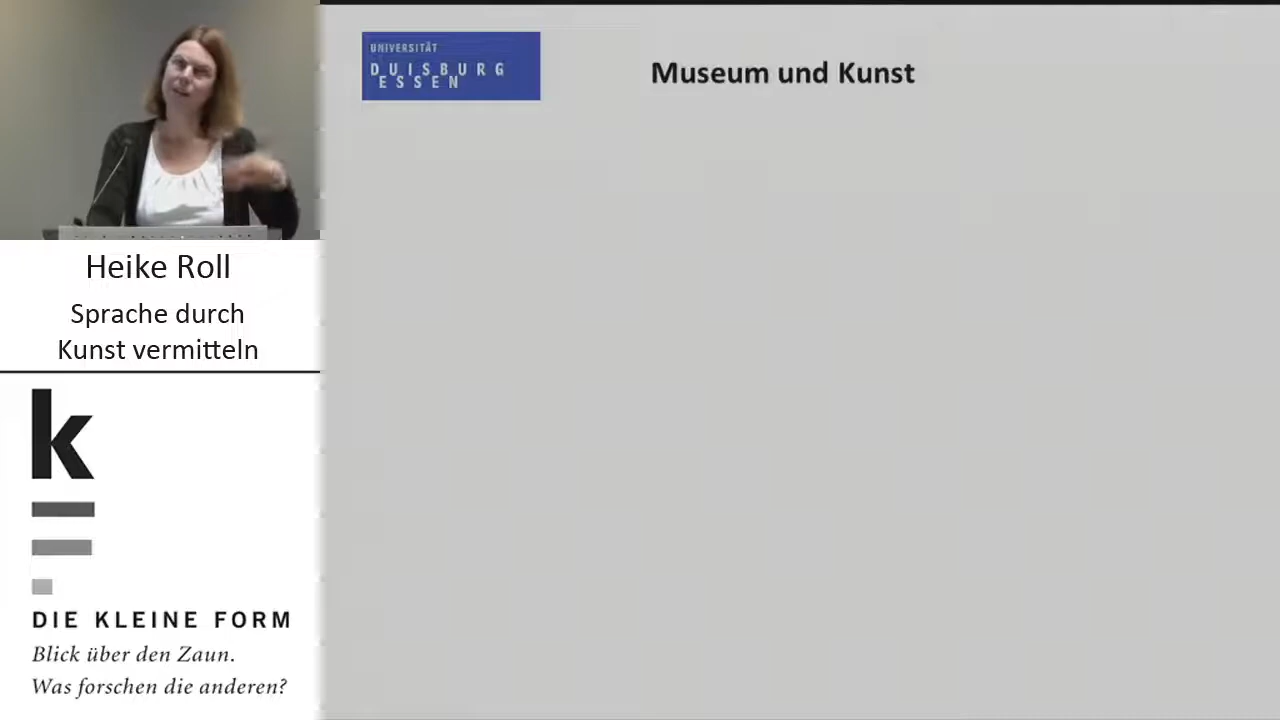 UNIVERSITÄT
DUISBURG
ESSEN
Museum und Kunst
Heike Roll
Sprache durch
Kunst vermitteln
k
DIE KLEINE FORM
Blick über den Zaun.
Was forschen die anderen?